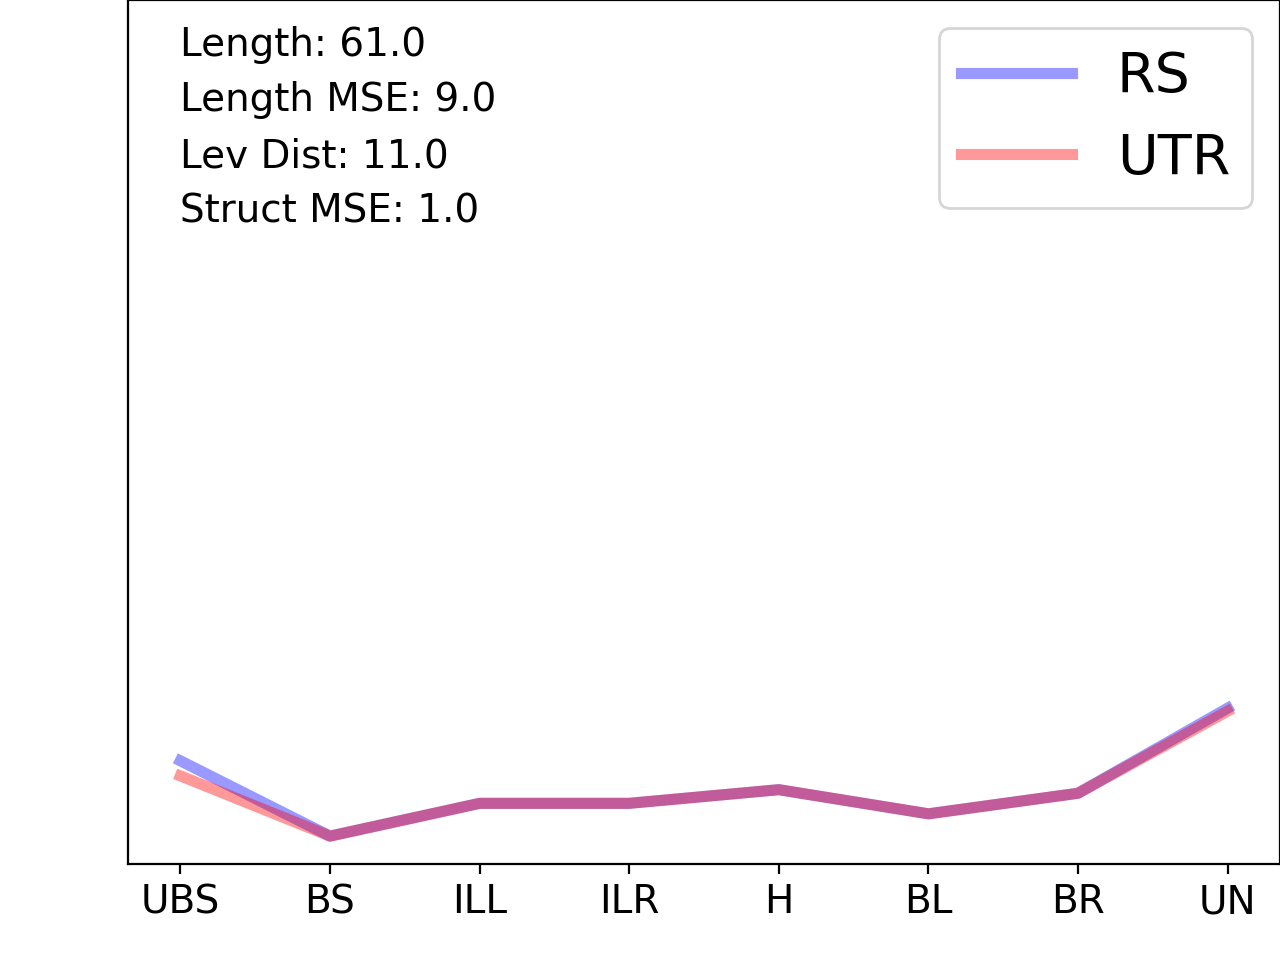 Length: 61.0
Length MSE: 9.0
Lev Dist: 11.0
Struct MSE: 1.0
RS
UTR
UBS BS ILL ILR H BL BR UN